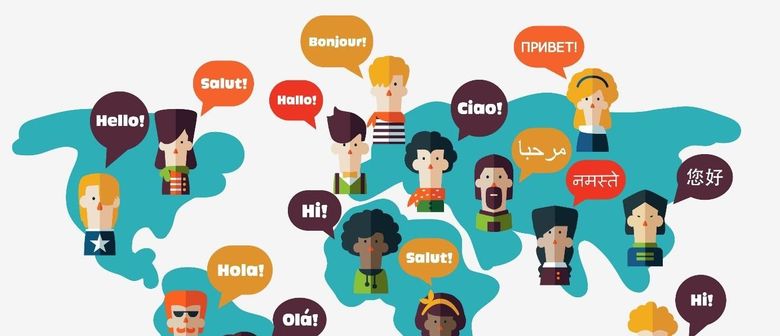 Bonjour!
ПРИВЕТ!
Salut!
Hallo!
Ciao!
Hello!
مرحبا
नमस्ते
您好
Hi!
Salut!
Hola!
Hi!
Olá!